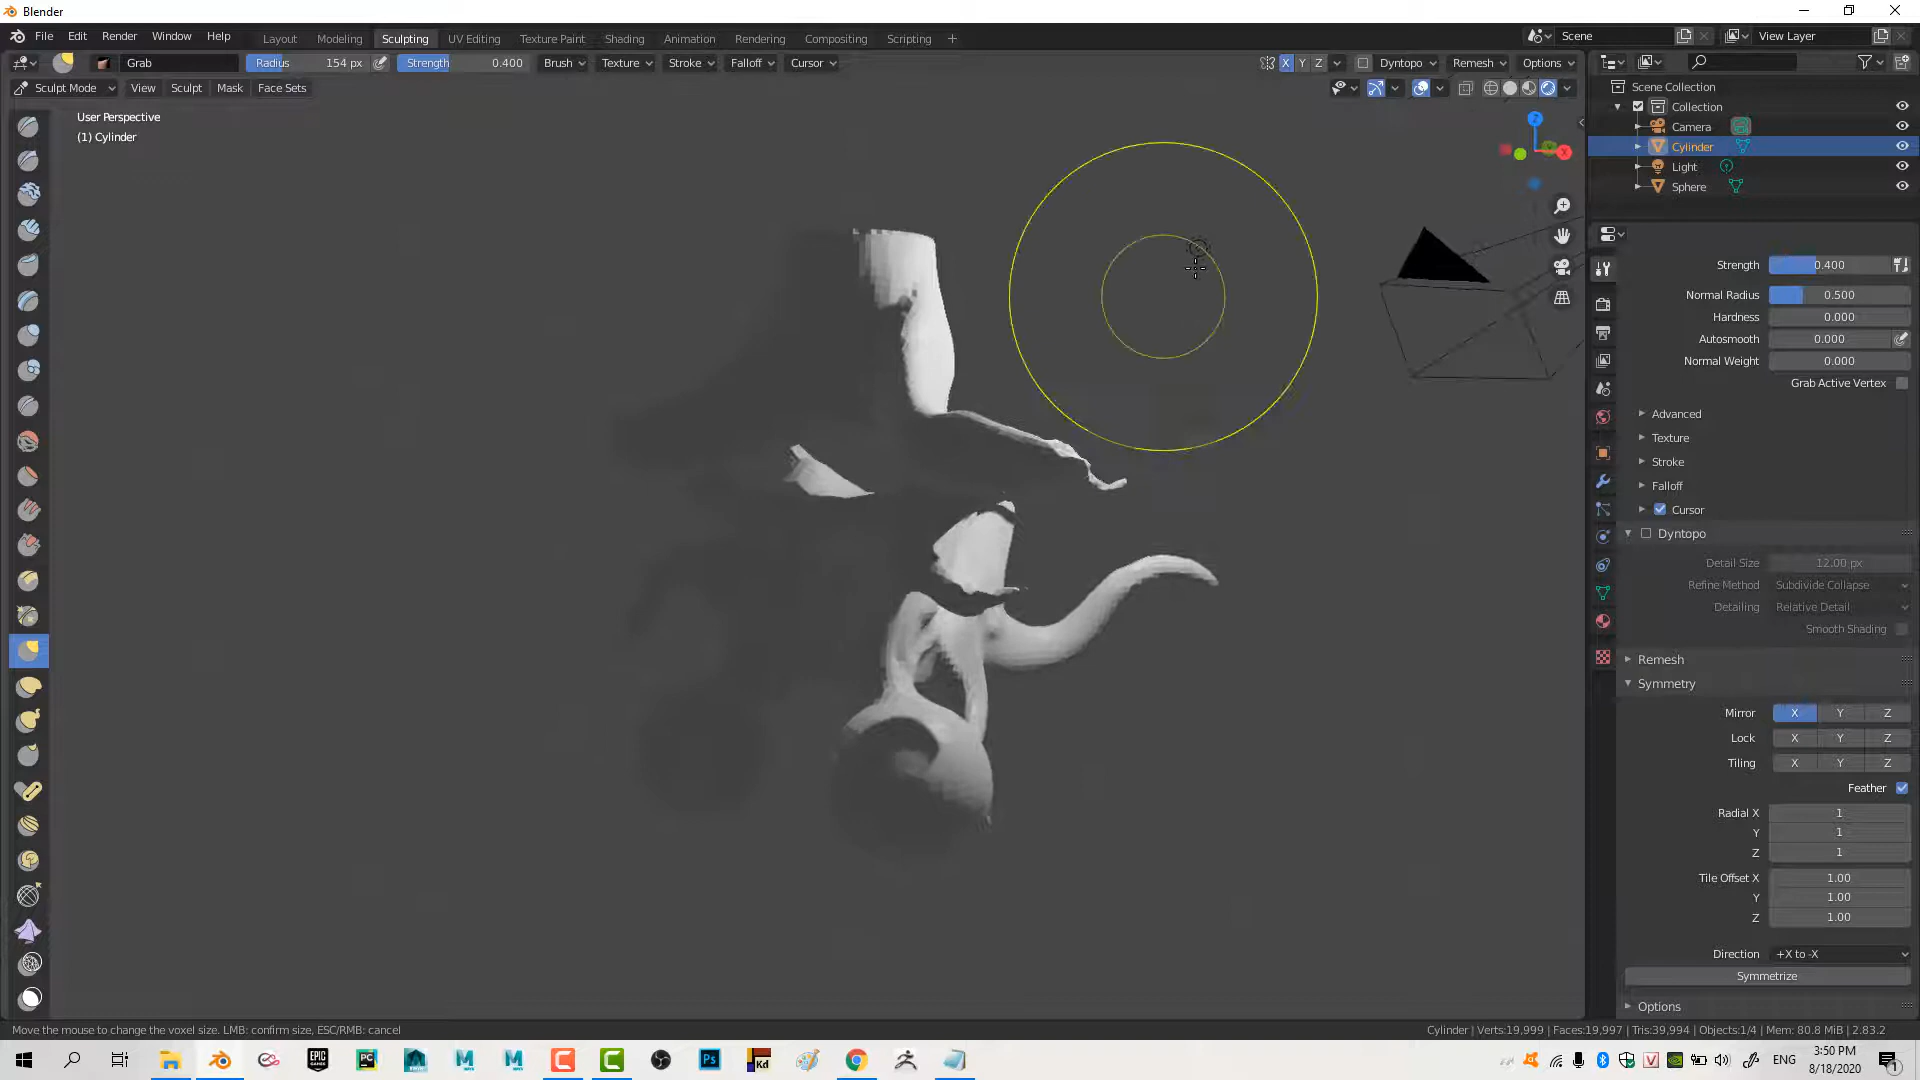 Blender
File Edit Render Window Help
Layout Modeling Sculpting UV Editing Texture Paint Shading Animation Rendering Compositing Scripting +
Scene
View Layer
Grab
Radius 154 px
Strength 0.400
Brush Texture Stroke Falloff Cursor
X Y Z
Dyntopo Remesh Options
Sculpt Mode View Sculpt Mask Face Sets
User Perspective
(1) Cylinder
Z
X
Scene Collection
Collection
Camera
Cylinder
Light
Sphere
Strength 0.400
Normal Radius 0.500
Hardness 0.000
Autosmooth 0.000
Normal Weight 0.000
Grab Active Vertex
Advanced
Texture
Stroke
Falloff
Cursor
Dyntopo
Detail Size 12.00 px
Refine Method Subdivide Collapse
Detailing Relative Detail
Smooth Shading
Remesh
Symmetry
Mirror X Y Z
Lock X Y Z
Tiling X Y Z
Feather
Radial X 1
Y 1
Z 1
Tile Offset X 1.00
Y 1.00
Z 1.00
Direction +X to -X
Symmetrize
Options
Move the mouse to change the voxel size. LMB: confirm size, ESC/RMB: cancel
Cylinder | Verts:19,999 | Faces:19,997 | Tris:39,994 | Objects:1/4 | Mem: 80.8 MiB | 2.83.2
EPIC GAMES
PC
M
M
C
C
Ps
Kd
V
ENG
3:50 PM
8/18/2020
1